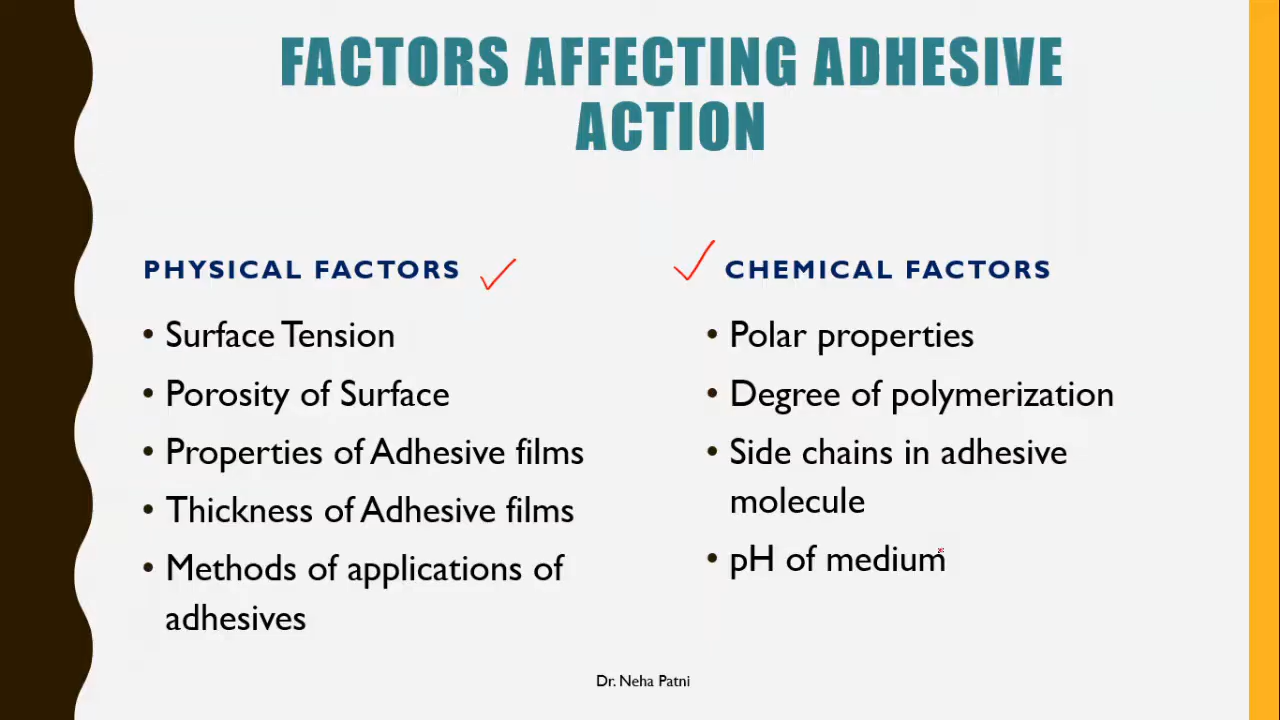 FACTORS AFFECTING ADHESIVE
ACTION
PHYSICAL FACTORS
• Surface Tension
• Porosity of Surface
• Properties of Adhesive films
• Thickness of Adhesive films
• Methods of applications of
adhesives
CHEMICAL FACTORS
• Polar properties
• Degree of polymerization
• Side chains in adhesive
molecule
• pH of medium
Dr. Neha Patni